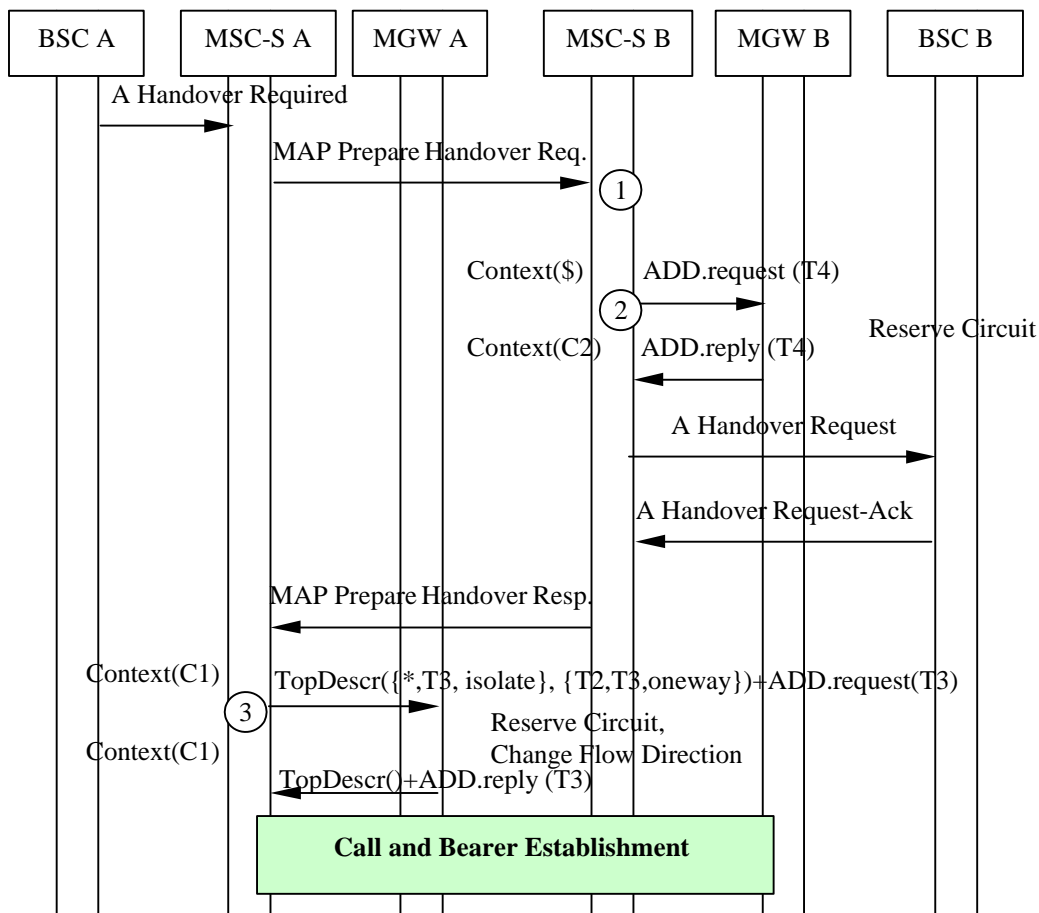 BSC A
MSC-S A
MGW A
MSC-S B
MGW B
BSC B
A Handover Required
MAP Prepare Handover Req.
1
Context($)
ADD.request (T4)
2
Reserve Circuit
Context(C2)
ADD.reply (T4)
A Handover Request
A Handover Request-Ack
MAP Prepare Handover Resp.
Context(C1)
TopDescr({*,T3, isolate}, {T2,T3,oneway})+ADD.request(T3)
3
Reserve Circuit,
Change Flow Direction
Context(C1)
TopDescr()+ADD.reply (T3)
Call and Bearer Establishment